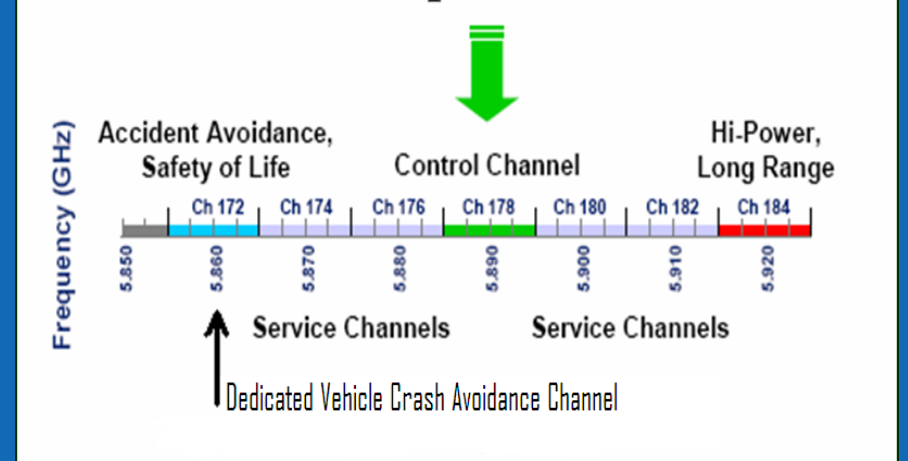 Accident Avoidance,
Safety of Life
Control Channel
Hi-Power,
Long Range
Frequency (GHz)
Ch 172 Ch 174 Ch 176 Ch 178 Ch 180 Ch 182 Ch 184
5.850 5.860 5.870 5.880 5.890 5.900 5.910 5.920
Service Channels Service Channels
Dedicated Vehicle Crash Avoidance Channel